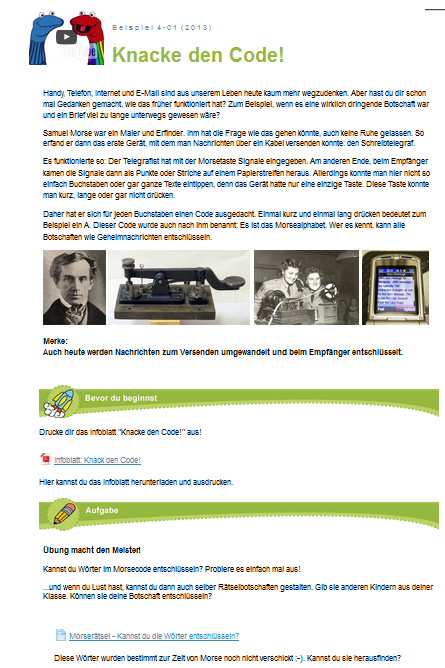 Beispiel 4-01 (2013)
Knacke den Code!
Handy, Telefon, Internet und E-Mail sind aus unserem Leben heute kaum mehr wegzudenken. Aber hast du dir schon
mal Gedanken gemacht, wie das früher funktioniert hat? Zum Beispiel, wenn es eine wirklich dringende Botschaft war
und ein Brief viel zu lange unterwegs gewesen wäre?
Samuel Morse war ein Maler und Erfinder. Ihm hat die Frage wie das gehen könnte, auch keine Ruhe gelassen. So
erfand er dann das erste Gerät, mit dem man Nachrichten über ein Kabel versenden konnte: den Schreibtelegraf.
Es funktionierte so: Der Telegrafist hat mit der Morsetaste Signale eingegeben. Am anderen Ende, beim Empfänger
kamen die Signale dann als Punkte oder Striche auf einem Papierstreifen heraus. Allerdings konnte man hier nicht so
einfach Buchstaben oder gar ganze Texte eintippen, denn das Gerät hatte nur eine einzige Taste. Diese Taste konnte
man kurz, lange oder gar nicht drücken.
Daher hat er sich für jeden Buchstaben einen Code ausgedacht. Einmal kurz und einmal lang drücken bedeutet zum
Beispiel ein A. Dieser Code wurde auch nach ihm benannt: Es ist das Morsealphabet. Wer es kennt, kann alle
Botschaften wie Geheimnachrichten entschlüsseln.
Merke:
Auch heute werden Nachrichten zum Versenden umgewandelt und beim Empfänger entschlüsselt.
Bevor du beginnst
Drucke dir das Infoblatt "Knacke den Code!" aus!
Infoblatt: Knack den Code!
Hier kannst du das Infoblatt herunterladen und ausdrucken.
Aufgabe
Übung macht den Meister!
Kannst du Wörter im Morsecode entschlüsseln? Probiere es einfach mal aus!
...und wenn du Lust hast, kannst du dann auch selber Rätselbotschaften gestalten. Gib sie anderen Kindern aus deiner
Klasse. Können sie deine Botschaft entschlüsseln?
Morserätsel - Kannst du die Wörter entschlüsseln?
Diese Wörter wurden bestimmt zur Zeit von Morse noch nicht verschickt ;-). Kannst du sie herausfinden?